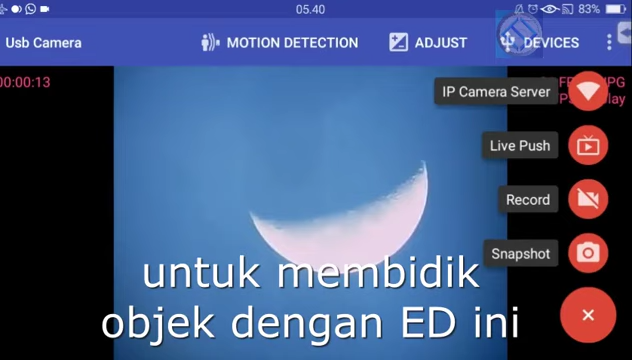 05.40
83%
Usb Camera
MOTION DETECTION
ADJUST
DEVICES
00:00:13
IP Camera Server
Live Push
Record
Snapshot
untuk membidik
objek dengan ED ini